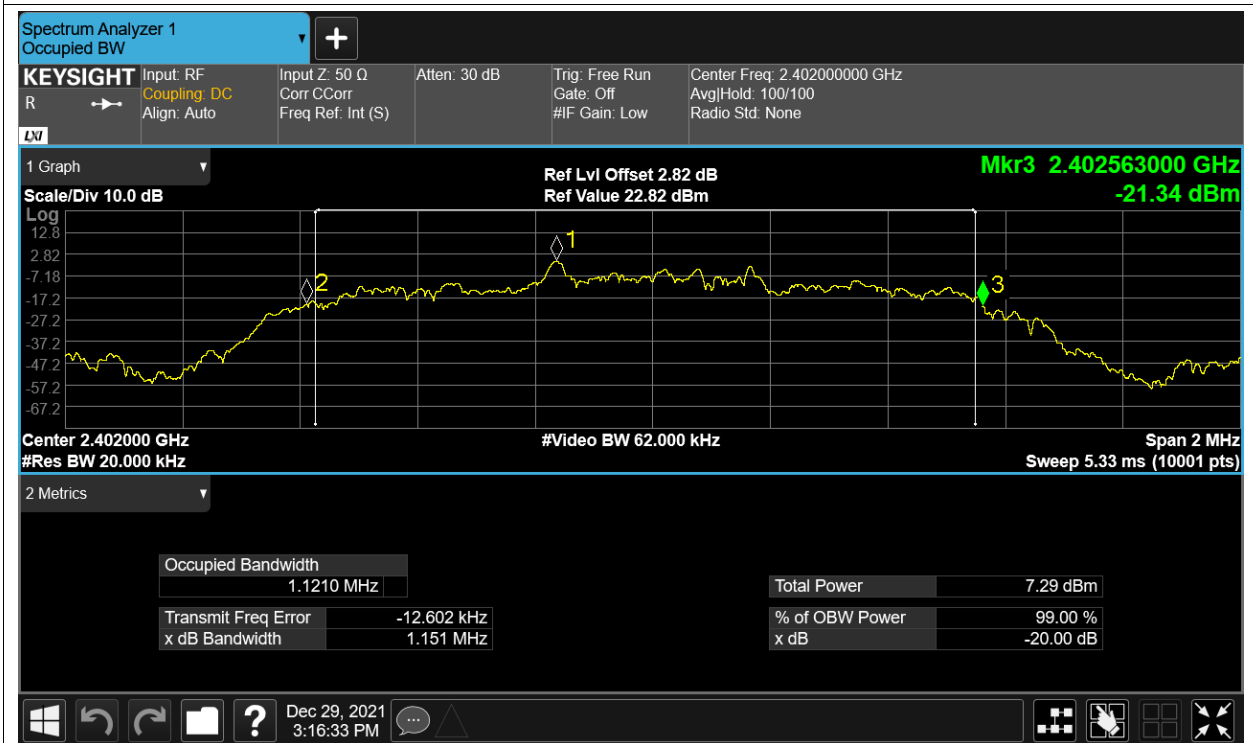 Spectrum Analyzer 1
Occupied BW
KEYSIGHT
R
LXI
Input: RF
Coupling: DC
Align: Auto
Input Z: 50 Ω
Corr CCorr
Freq Ref: Int (S)
Atten: 30 dB
Trig: Free Run
Gate: Off
#IF Gain: Low
Center Freq: 2.402000000 GHz
Avg|Hold: 100/100
Radio Std: None
1 Graph
Scale/Div 10.0 dB
Ref Lvl Offset 2.82 dB
Ref Value 22.82 dBm
Mkr3 2.402563000 GHz
-21.34 dBm
Log
12.8
2.82
-7.18
-17.2
-27.2
-37.2
-47.2
-57.2
-67.2
1
2
3
Center 2.402000 GHz
#Video BW 62.000 kHz
Span 2 MHz
#Res BW 20.000 kHz
Sweep 5.33 ms (10001 pts)
2 Metrics
Occupied Bandwidth
1.1210 MHz
Transmit Freq Error -12.602 kHz
x dB Bandwidth 1.151 MHz
Total Power 7.29 dBm
% of OBW Power 99.00 %
x dB -20.00 dB
?
Dec 29, 2021
3:16:33 PM